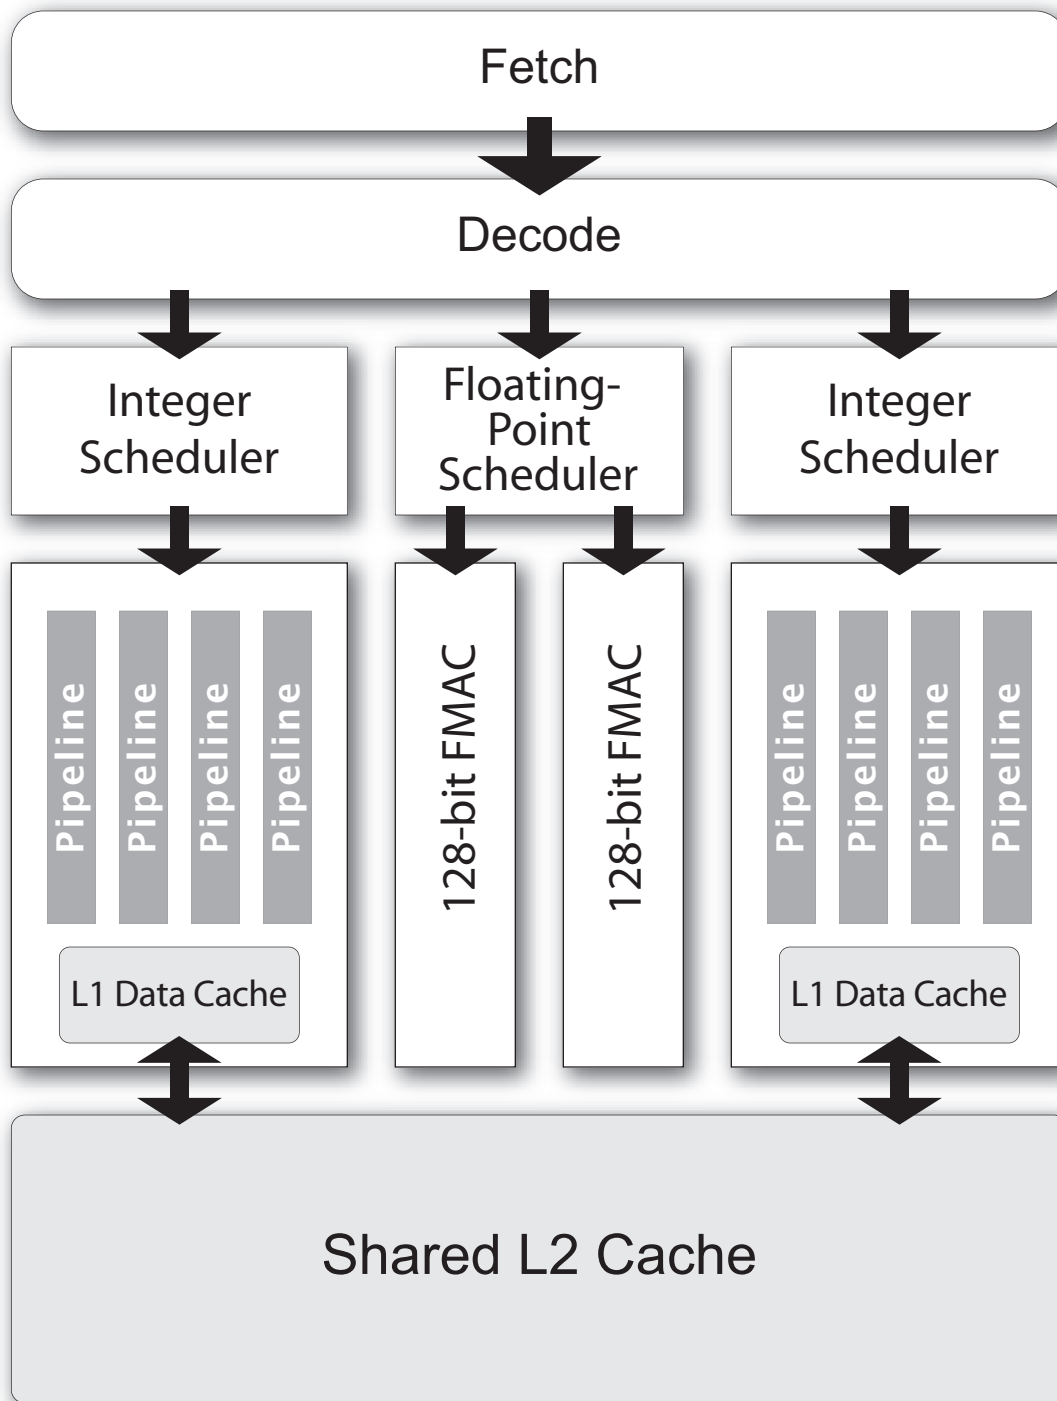 Fetch
Decode
Integer
Scheduler
Floating-
Point
Scheduler
Integer
Scheduler
Pipeline
Pipeline
Pipeline
Pipeline
L1 Data Cache
128-bit FMAC
128-bit FMAC
Pipeline
Pipeline
Pipeline
Pipeline
L1 Data Cache
Shared L2 Cache